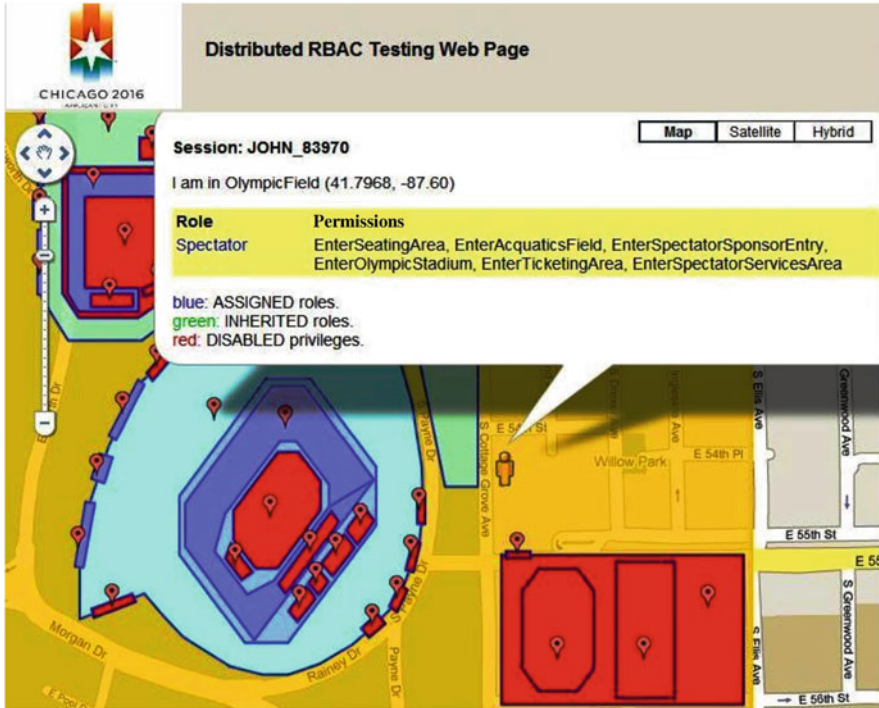 Distributed RBAC Testing Web Page
CHICAGO 2016
Map
Satellite
Hybrid
Session: JOHN_83970
I am in OlympicField (41.7968, -87.60)
Role Permissions
Spectator EnterSeatingArea, EnterAcquaticsField, EnterSpectatorSponsorEntry,
EnterOlympicStadium, EnterTicketingArea, EnterSpectatorServicesArea
blue: ASSIGNED roles.
green: INHERITED roles.
red: DISABLED privileges.
S Payne Dr
S Cottage Grove Ave
E 54th St
Willow Park
E 54th Pl
S Ellis Ave
Greenwood Ave
E 55th St
E 55
S Payne Dr
Payne Dr
Rainey Dr
Morgan Dr
S Ellis Ave
S Greenwood Ave
E 56th St